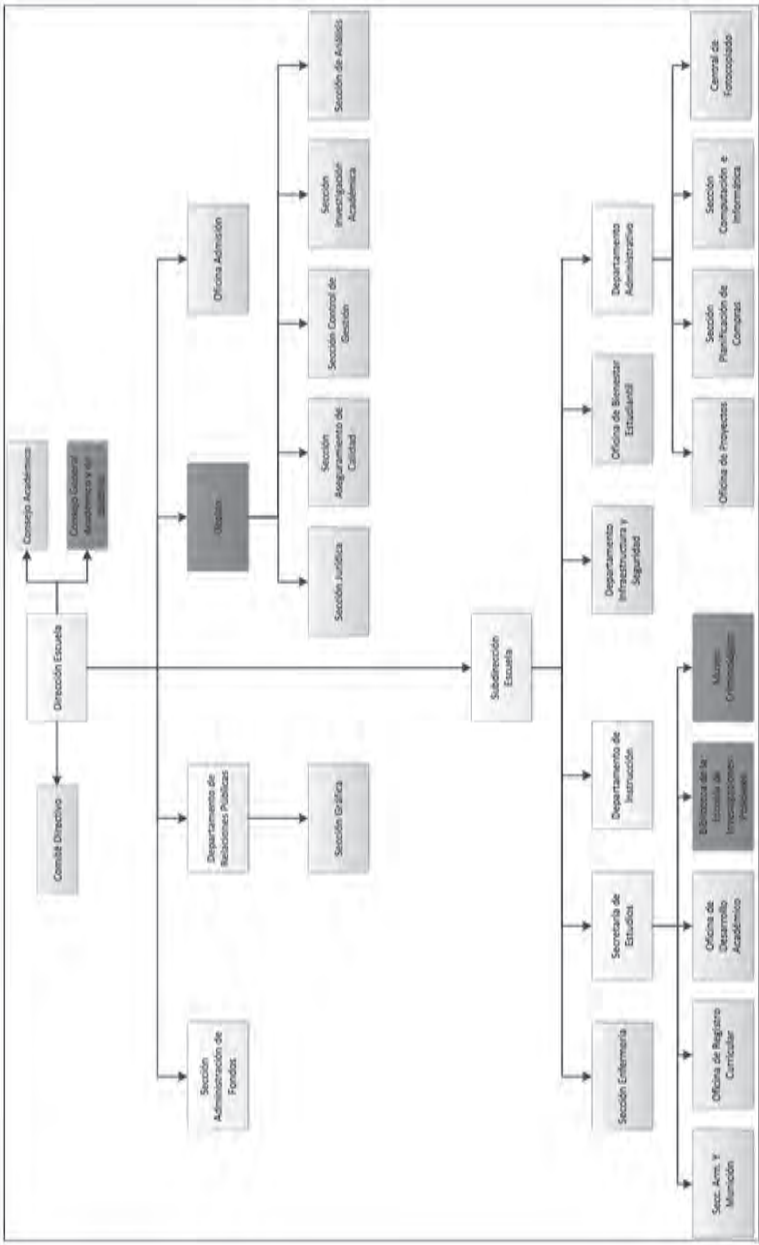 Comité Directivo
Dirección Escuela
Consejo Académico
Consejo General
Académico y de
Sección
Administración de
Fondos
Departamento de
Relaciones Públicas
Oficina Admisión
Sección Gráfica
Sección Jurídica
Sección
Aseguramiento de
Calidad
Sección Control de
Gestión
Sección
Investigación
Académica
Sección de Análisis
Subdirección
Escuela
Sección Enfermería
Secretaría de
Estudios
Departamento de
Instrucción
Departamento
Infraestructura y
Seguridad
Oficina de Bienestar
Estudiantil
Departamento
Administrativo
Secc. Arm. Y
Munición
Oficina de Registro
Curricular
Oficina de
Desarrollo
Académico
Biblioteca de la
Escuela de
Investigaciones
Policiales
Museo
Criminológico
Oficina de Proyectos
Sección
Planificación de
Compras
Sección
Computación e
Informática
Central de
Fotocopiado